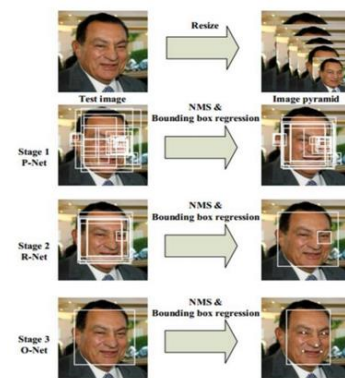 Resize
Test image
Image pyramid
NMS &
Bounding box regression
Stage 1
P-Net
NMS &
Bounding box regression
Stage 2
R-Net
NMS &
Bounding box regression
Stage 3
O-Net